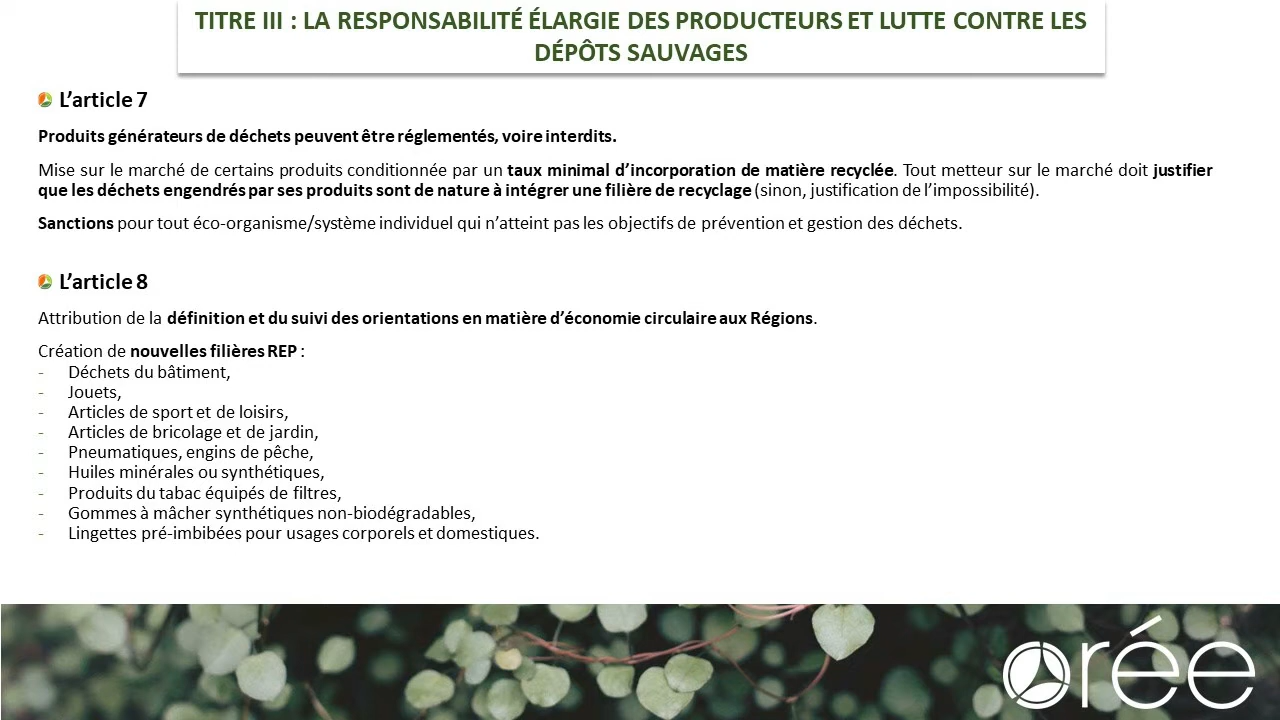 TITRE III : LA RESPONSABILITÉ ÉLARGIE DES PRODUCTEURS ET LUTTE CONTRE LES
DÉPÔTS SAUVAGES
L’article 7
Produits générateurs de déchets peuvent être réglementés, voire interdits.
Mise sur le marché de certains produits conditionnée par un taux minimal d’incorporation de matière recyclée. Tout metteur sur le marché doit justifier
que les déchets engendrés par ses produits sont de nature à intégrer une filière de recyclage (sinon, justification de l’impossibilité).
Sanctions pour tout éco-organisme/système individuel qui n’atteint pas les objectifs de prévention et gestion des déchets.
L’article 8
Attribution de la définition et du suivi des orientations en matière d’économie circulaire aux Régions.
Création de nouvelles filières REP :
- Déchets du bâtiment,
- Jouets,
- Articles de sport et de loisirs,
- Articles de bricolage et de jardin,
- Pneumatiques, engins de pêche,
- Huiles minérales ou synthétiques,
- Produits du tabac équipés de filtres,
- Gommes à mâcher synthétiques non-biodégradables,
- Lingettes pré-imbibées pour usages corporels et domestiques.
orée